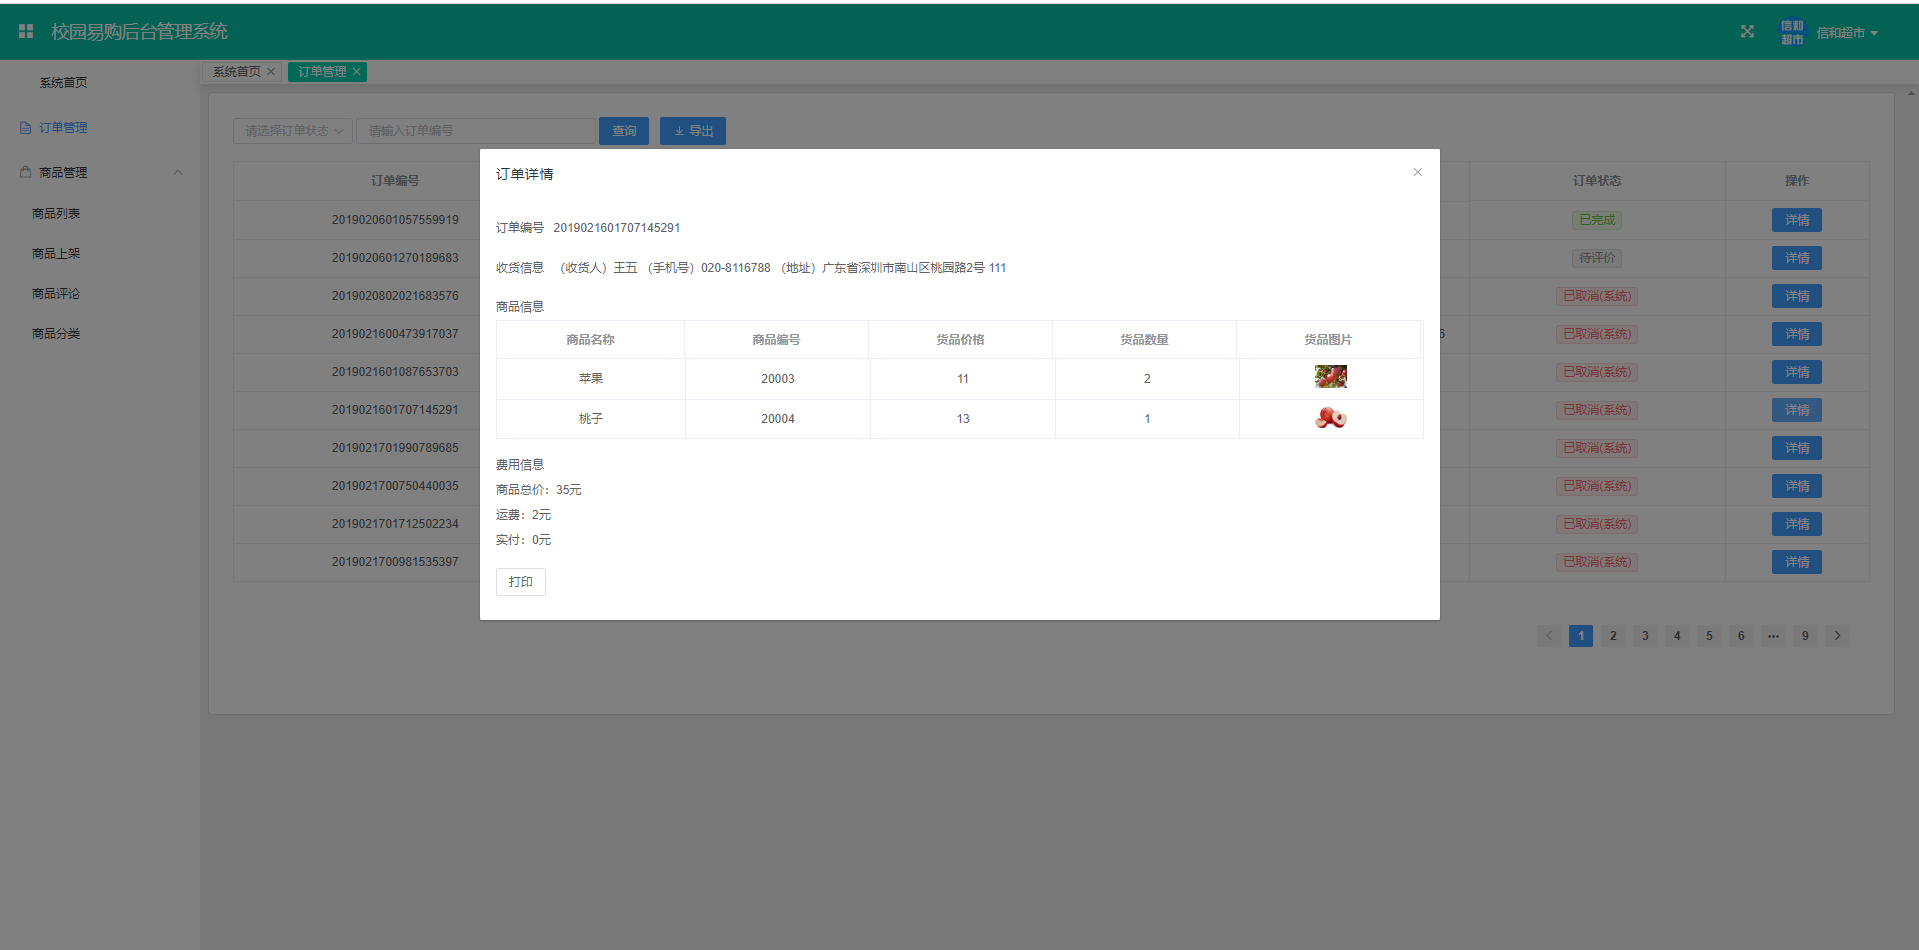 校园易购后台管理系统
信和
超市
信和超市
系统首页
订单管理
商品管理
商品列表
商品上架
商品评论
商品分类
系统首页 订单管理
请选择订单状态 请输入订单编号 查询 导出
订单编号 订单状态 操作
2019020601057559919 已完成 详情
2019020601270189683 待评价 详情
2019020802021683576 已取消(系统) 详情
2019021600473917037 6 已取消(系统) 详情
2019021601087653703 已取消(系统) 详情
2019021601707145291 已取消(系统) 详情
2019021701990789685 已取消(系统) 详情
2019021700750440035 已取消(系统) 详情
2019021701712502234 已取消(系统) 详情
2019021700981535397 已取消(系统) 详情
订单详情
订单编号 2019021601707145291
收货信息 （收货人）王五 （手机号）020-8116788 （地址）广东省深圳市南山区桃园路2号 111
商品信息
商品名称 商品编号 货品价格 货品数量 货品图片
苹果 20003 11 2
桃子 20004 13 1
费用信息
商品总价：35元
运费：2元
实付：0元
打印
1 2 3 4 5 6 ••• 9